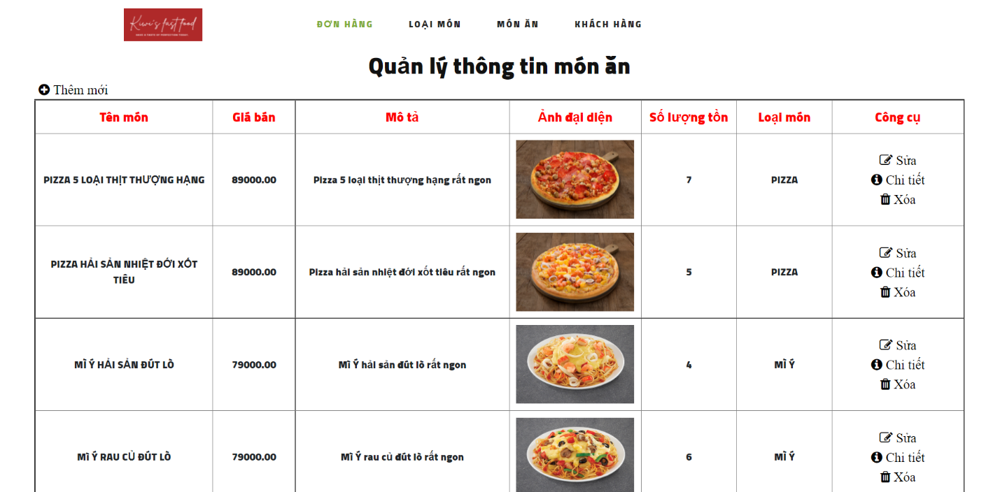 Kiwi's fast food
ĐƠN HÀNG
LOẠI MÓN
MÓN ĂN
KHÁCH HÀNG
Quản lý thông tin món ăn
Thêm mới
Tên món Giá bán Mô tả Ảnh đại diện Số lượng tồn Loại món Công cụ
PIZZA 5 LOẠI THỊT THƯỢNG HẠNG 89000.00 Pizza 5 loại thịt thượng hạng rất ngon 7 PIZZA
Sửa
Chi tiết
Xóa
PIZZA HẢI SẢN NHIỆT ĐỚI XỐT
TIÊU
89000.00 Pizza hải sản nhiệt đới xốt tiêu rất ngon 5 PIZZA
Sửa
Chi tiết
Xóa
MÌ Ý HẢI SẢN ĐÚT LÒ 79000.00 Mì Ý hải sản đút lò rất ngon 4 MÌ Ý
Sửa
Chi tiết
Xóa
Mì Ý RAU CỦ ĐÚT LÒ 79000.00 Mì Ý rau củ đút lò rất ngon 6 MÌ Ý
Sửa
Chi tiết
Xóa